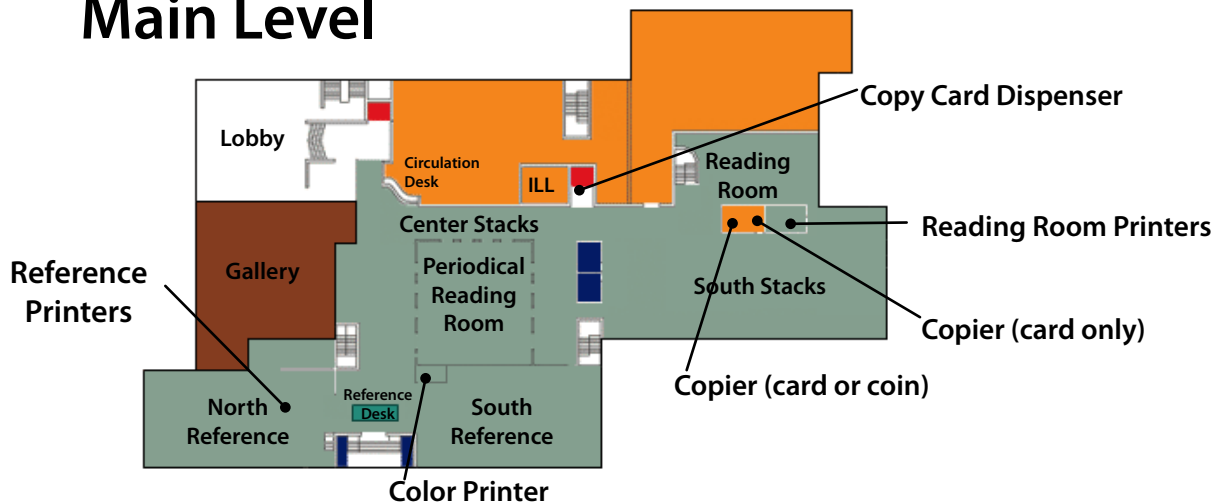 Main Level
Copy Card Dispenser
Lobby
Circulation
Desk
ILL
Reading
Room
Center Stacks
Reading Room Printers
Gallery
Periodical
Reading
Room
Reference
Printers
South Stacks
Copier (card only)
Copier (card or coin)
North
Reference
Reference
Desk
South
Reference
Color Printer